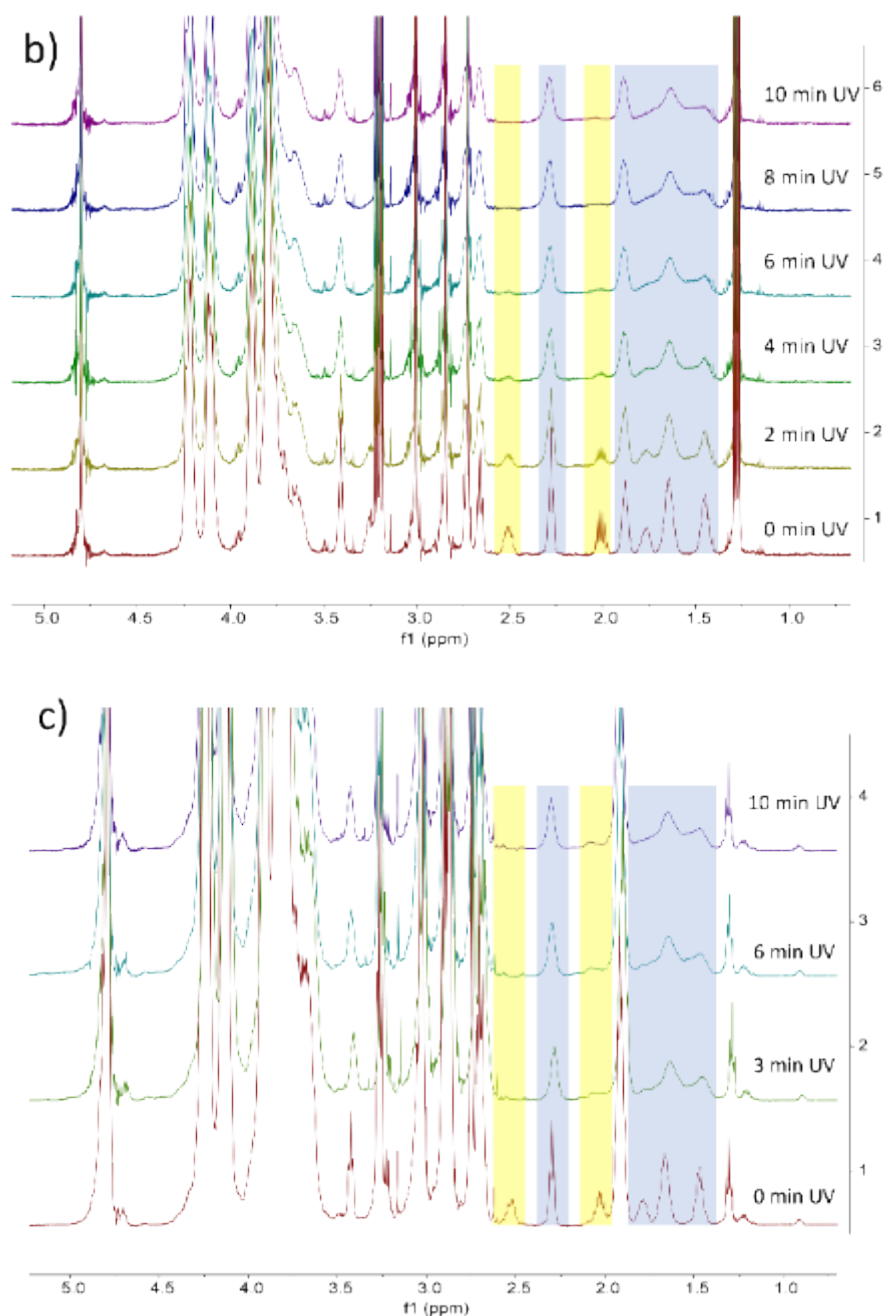 b)
10 min UV
6
8 min UV
5
6 min UV
4
4 min UV
3
2 min UV
2
0 min UV
1
5.0 4.5 4.0 3.5 3.0 2.5 2.0 1.5 1.0
f1 (ppm)
c)
10 min UV
4
3
6 min UV
3 min UV
2
1
0 min UV
5.0 4.5 4.0 3.5 3.0 2.5 2.0 1.5 1.0
f1 (ppm)